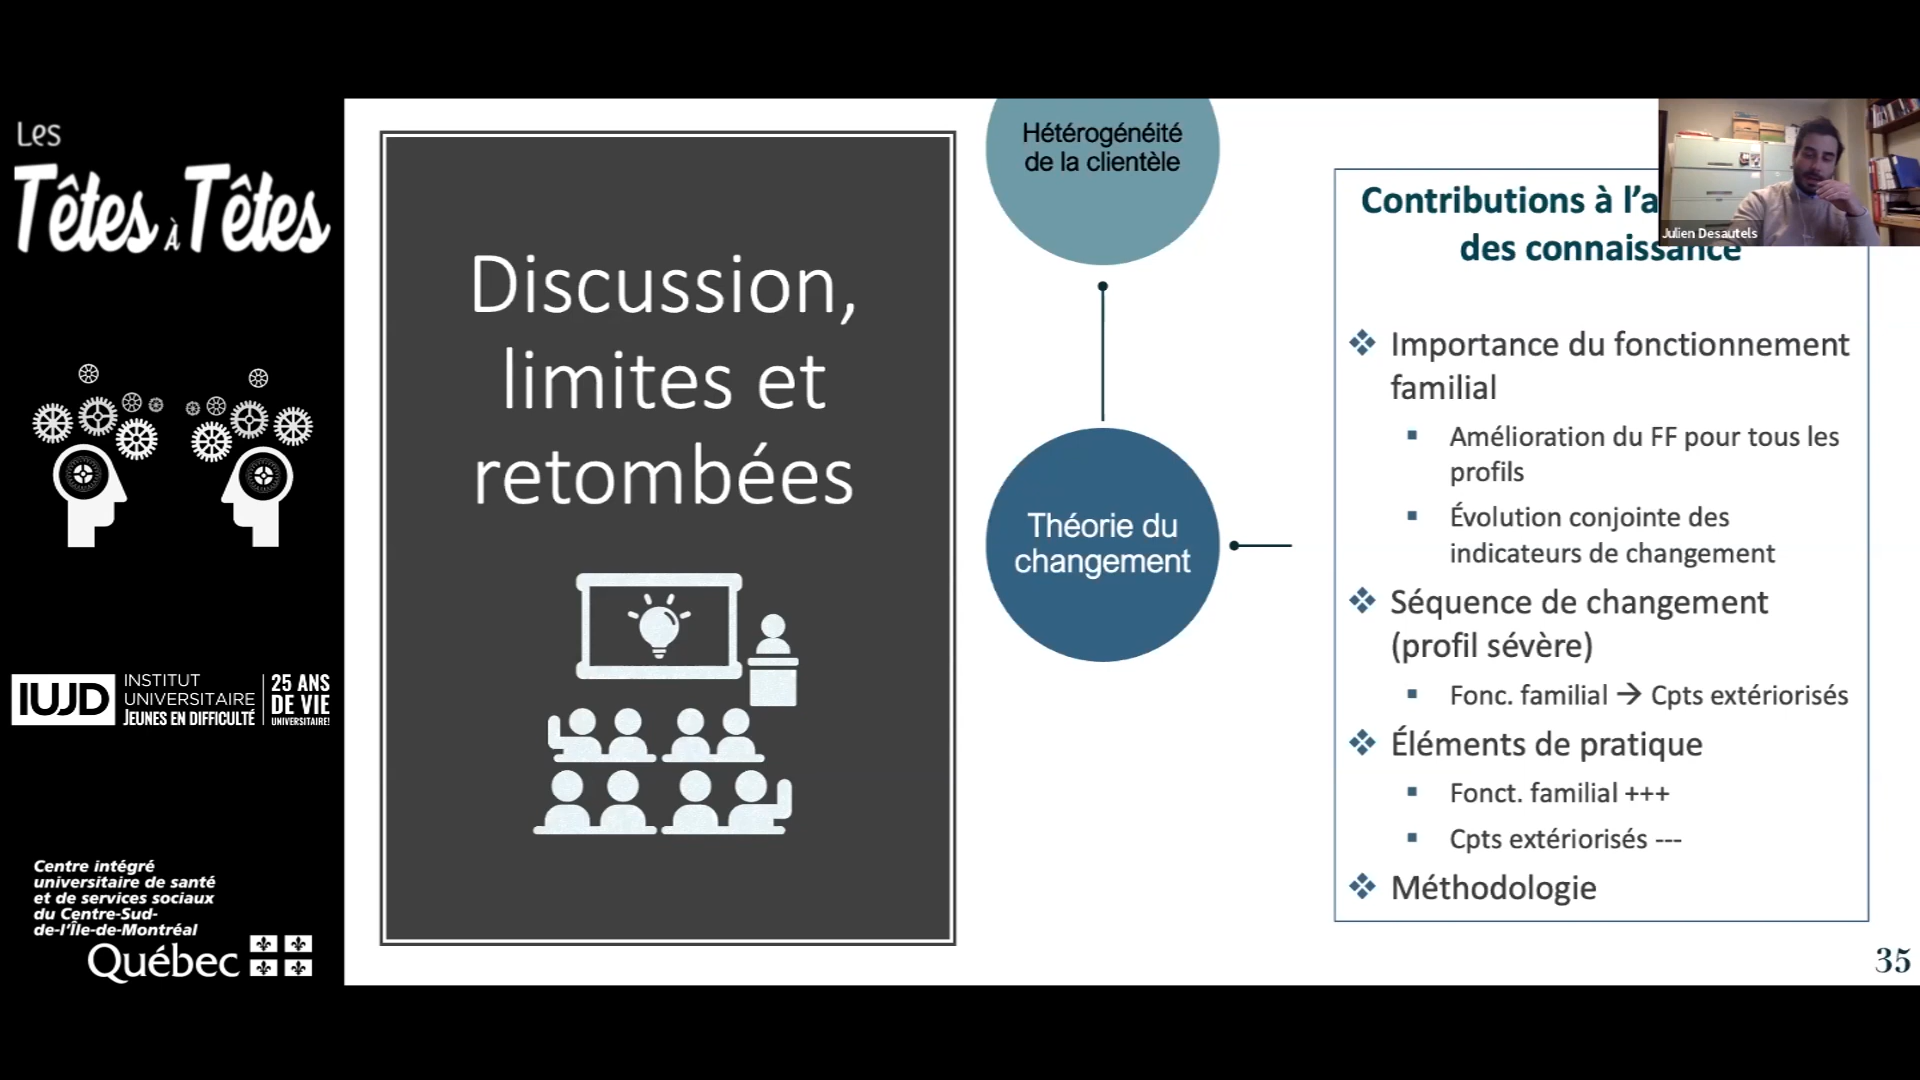 Les
Têtes à Têtes
IUJD
INSTITUT
UNIVERSITAIRE
JEUNES EN DIFFICULTÉ
25 ANS
DE VIE
UNIVERSITAIRE!
Centre intégré
universitaire de santé
et de services sociaux
du Centre-Sud-
de-l'Île-de-Montréal
Québec
Discussion,
limites et
retombées
Hétérogénéité
de la clientèle
Théorie du
changement
Contributions à l'a
des connaissance
Julien Desautels
❖ Importance du fonctionnement
familial
▪ Amélioration du FF pour tous les
profils
▪ Évolution conjointe des
indicateurs de changement
❖ Séquence de changement
(profil sévère)
▪ Fonc. familial → Cpts extériorisés
❖ Éléments de pratique
▪ Fonct. familial +++
▪ Cpts extériorisés ---
❖ Méthodologie
35